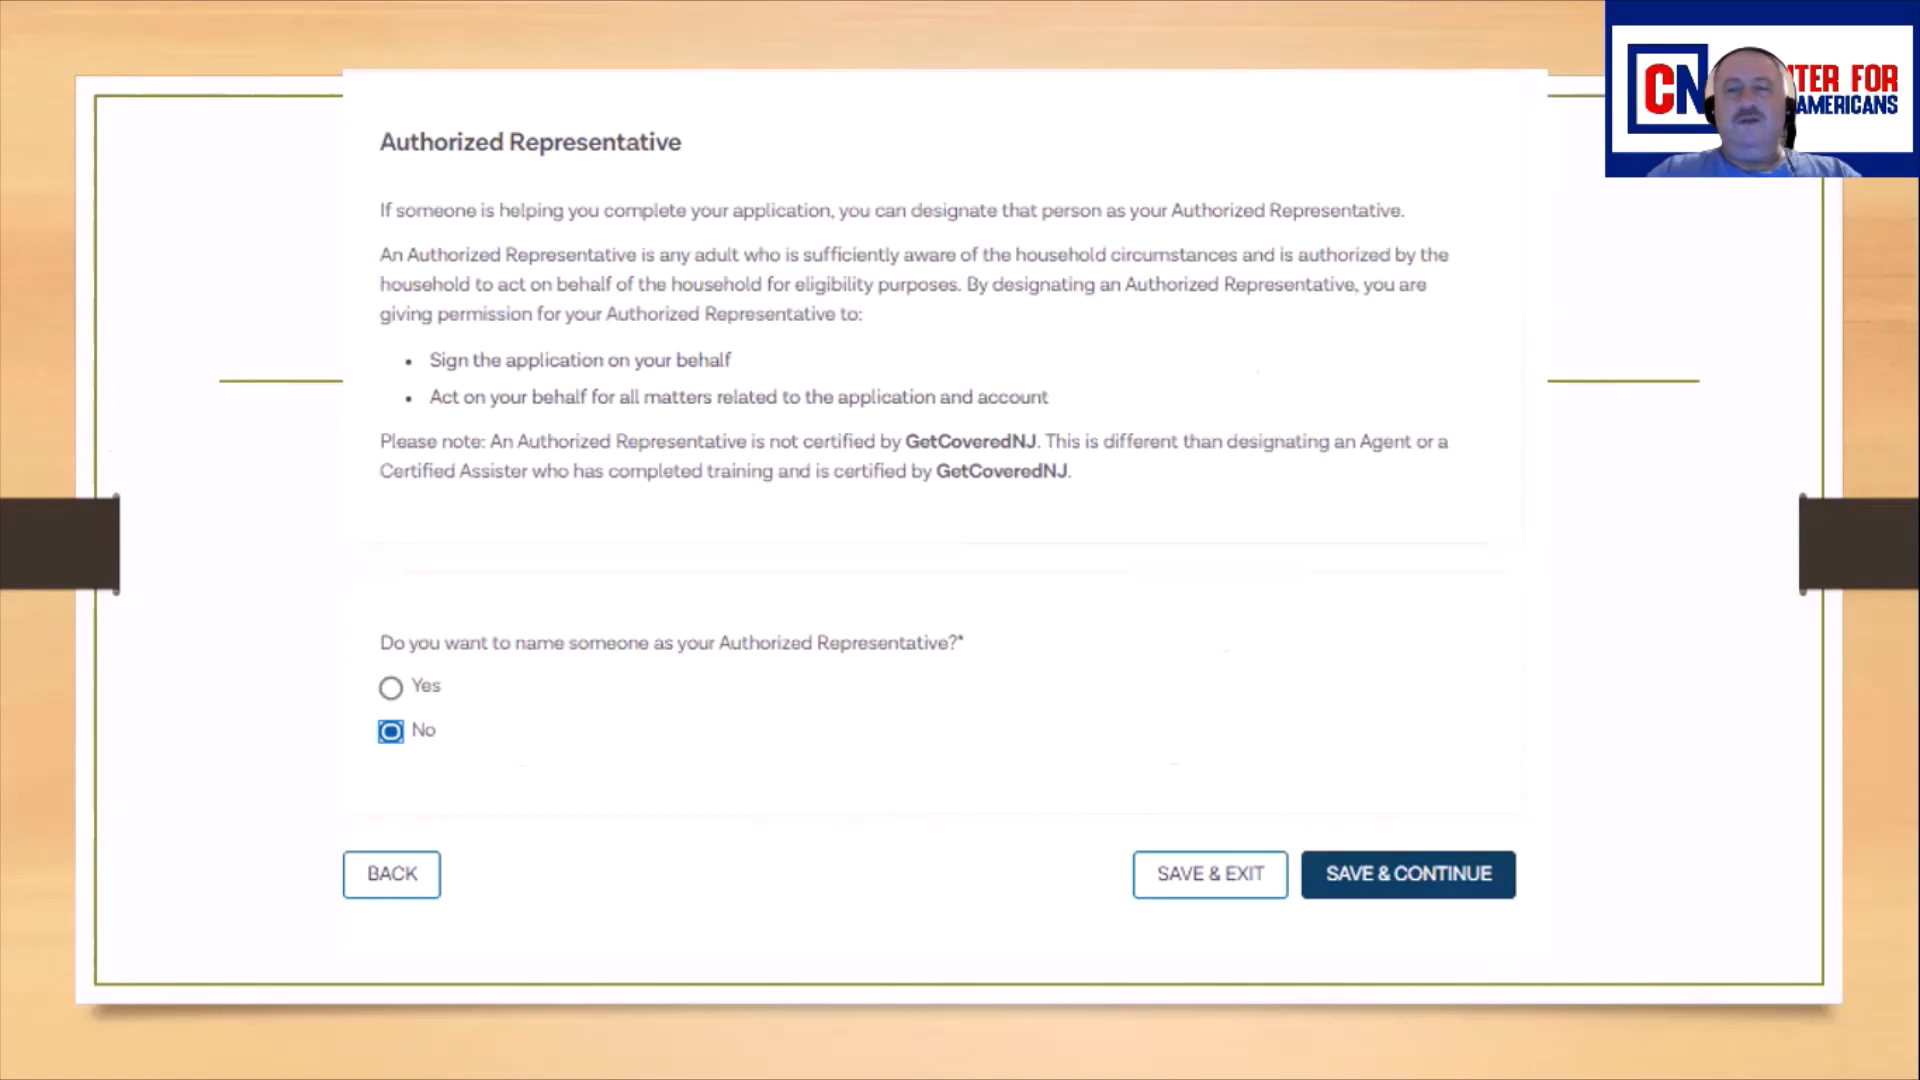 CN TER FOR
AMERICANS
Authorized Representative
If someone is helping you complete your application, you can designate that person as your Authorized Representative.
An Authorized Representative is any adult who is sufficiently aware of the household circumstances and is authorized by the
household to act on behalf of the household for eligibility purposes. By designating an Authorized Representative, you are
giving permission for your Authorized Representative to:
• Sign the application on your behalf
• Act on your behalf for all matters related to the application and account
Please note: An Authorized Representative is not certified by GetCoveredNJ. This is different than designating an Agent or a
Certified Assister who has completed training and is certified by GetCoveredNJ.
Do you want to name someone as your Authorized Representative?*
Yes
No
BACK
SAVE & EXIT
SAVE & CONTINUE